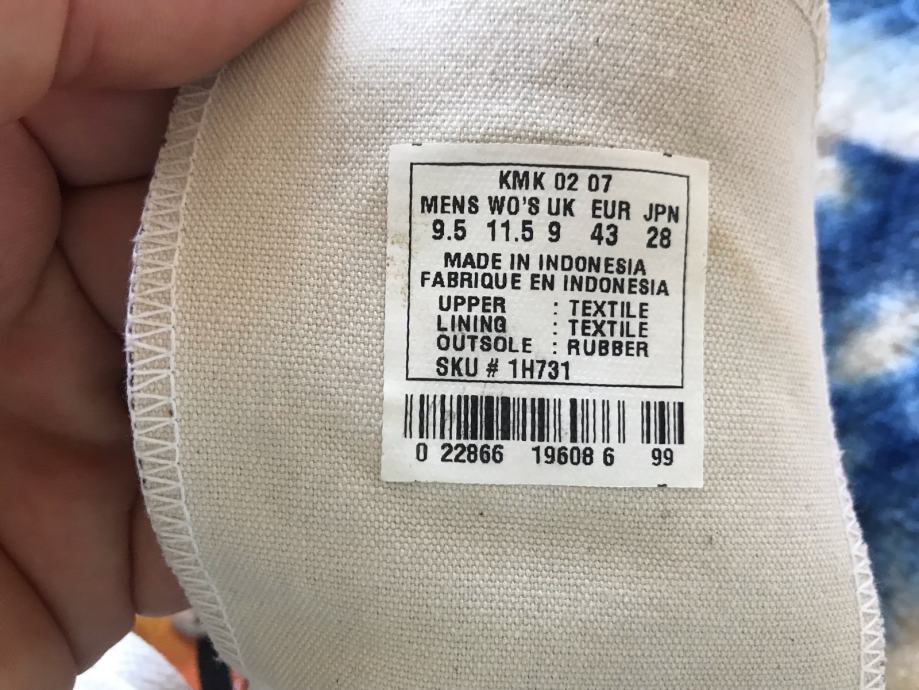 KMK 02 07
MENS WO'S UK EUR JPN
9.5 11.5 9 43 28
MADE IN INDONESIA
FABRIQUE EN INDONESIA
UPPER : TEXTILE
LINING : TEXTILE
OUTSOLE : RUBBER
SKU # 1H731
0 22866 19608 6 99